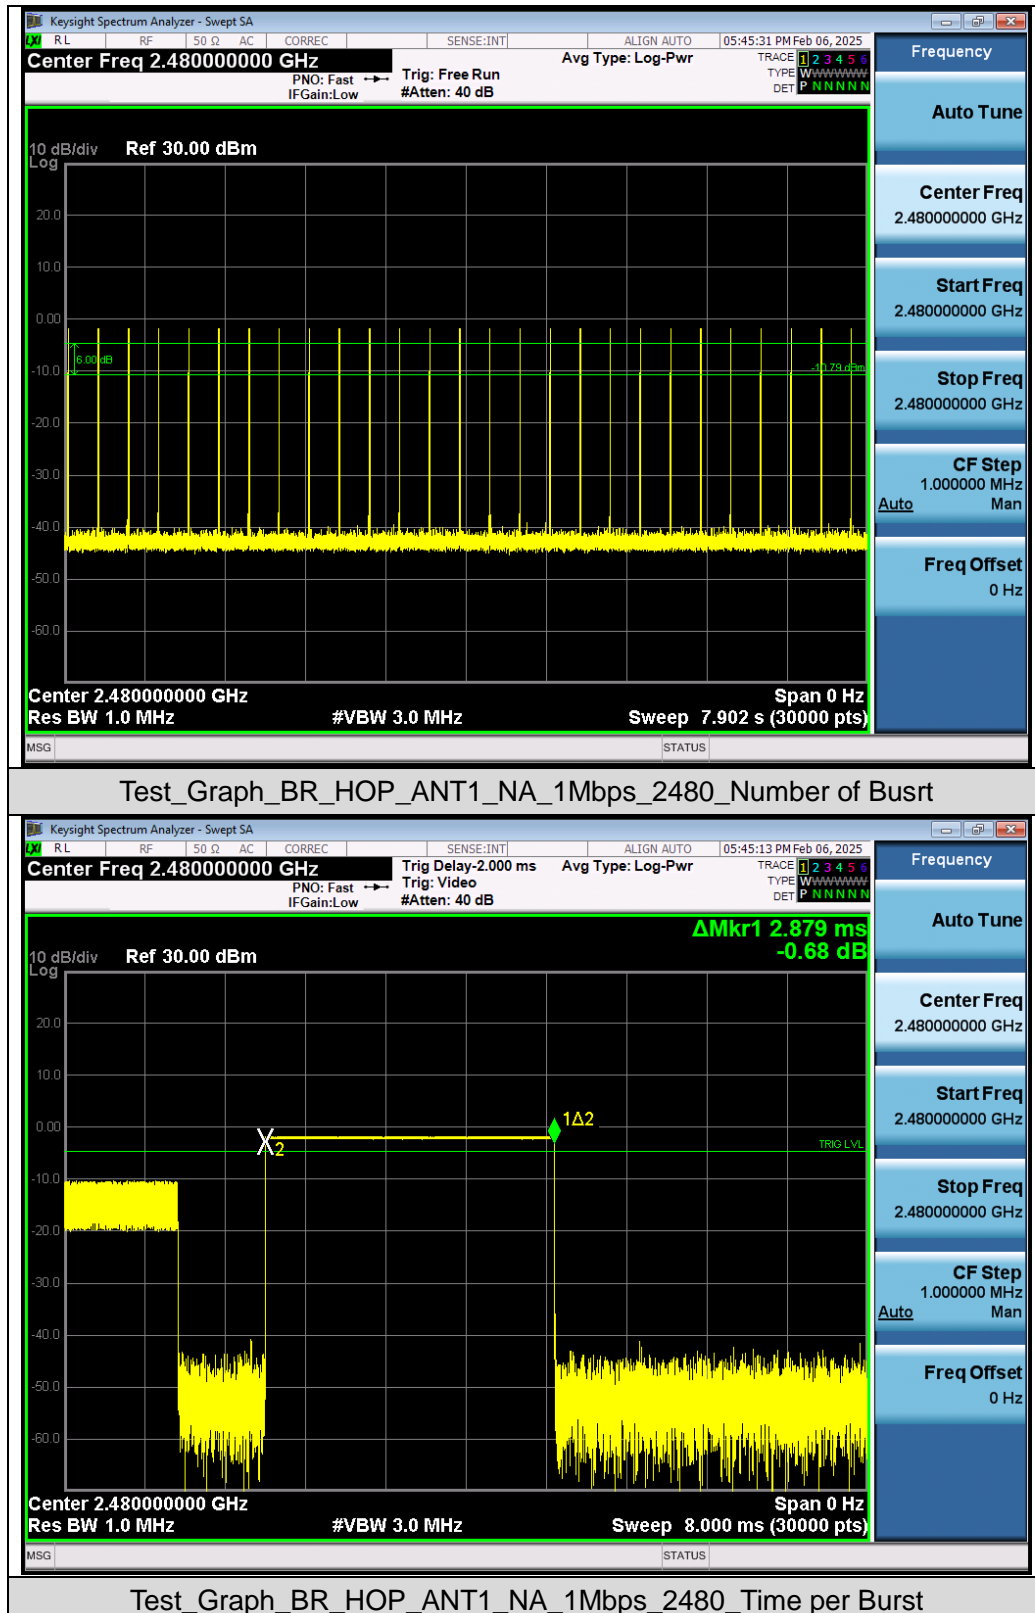 Keysight Spectrum Analyzer - Swept SA
LXI RL RF 50 Ω AC CORREC SENSE:INT ALIGN AUTO 05:45:31 PM Feb 06, 2025
Center Freq 2.480000000 GHz
PNO: Fast
IFGain:Low
Trig: Free Run
#Atten: 40 dB
Avg Type: Log-Pwr
TRACE 1 2 3 4 5 6
TYPE WWWWWW
DET P N N N N N
Frequency
Auto Tune
10 dB/div Ref 30.00 dBm
Log
20.0
10.0
0.00
-10.0
-20.0
-30.0
-40.0
-50.0
-60.0
6.00 dB
-10.79 dBm
Center Freq
2.480000000 GHz
Start Freq
2.480000000 GHz
Stop Freq
2.480000000 GHz
CF Step
1.000000 MHz
Auto Man
Freq Offset
0 Hz
Center 2.480000000 GHz Span 0 Hz
Res BW 1.0 MHz #VBW 3.0 MHz Sweep 7.902 s (30000 pts)
MSG STATUS
Test_Graph_BR_HOP_ANT1_NA_1Mbps_2480_Number of Busrt
Keysight Spectrum Analyzer - Swept SA
LXI RL RF 50 Ω AC CORREC SENSE:INT ALIGN AUTO 05:45:13 PM Feb 06, 2025
Center Freq 2.480000000 GHz
PNO: Fast
IFGain:Low
Trig Delay-2.000 ms
Trig: Video
#Atten: 40 dB
Avg Type: Log-Pwr
TRACE 1 2 3 4 5 6
TYPE WWWWWW
DET P N N N N N
Frequency
Auto Tune
ΔMkr1 2.879 ms
-0.68 dB
10 dB/div Ref 30.00 dBm
Log
20.0
10.0
0.00
-10.0
-20.0
-30.0
-40.0
-50.0
-60.0
2
1Δ2
TRIG LVL
Center Freq
2.480000000 GHz
Start Freq
2.480000000 GHz
Stop Freq
2.480000000 GHz
CF Step
1.000000 MHz
Auto Man
Freq Offset
0 Hz
Center 2.480000000 GHz Span 0 Hz
Res BW 1.0 MHz #VBW 3.0 MHz Sweep 8.000 ms (30000 pts)
MSG STATUS
Test_Graph_BR_HOP_ANT1_NA_1Mbps_2480_Time per Burst